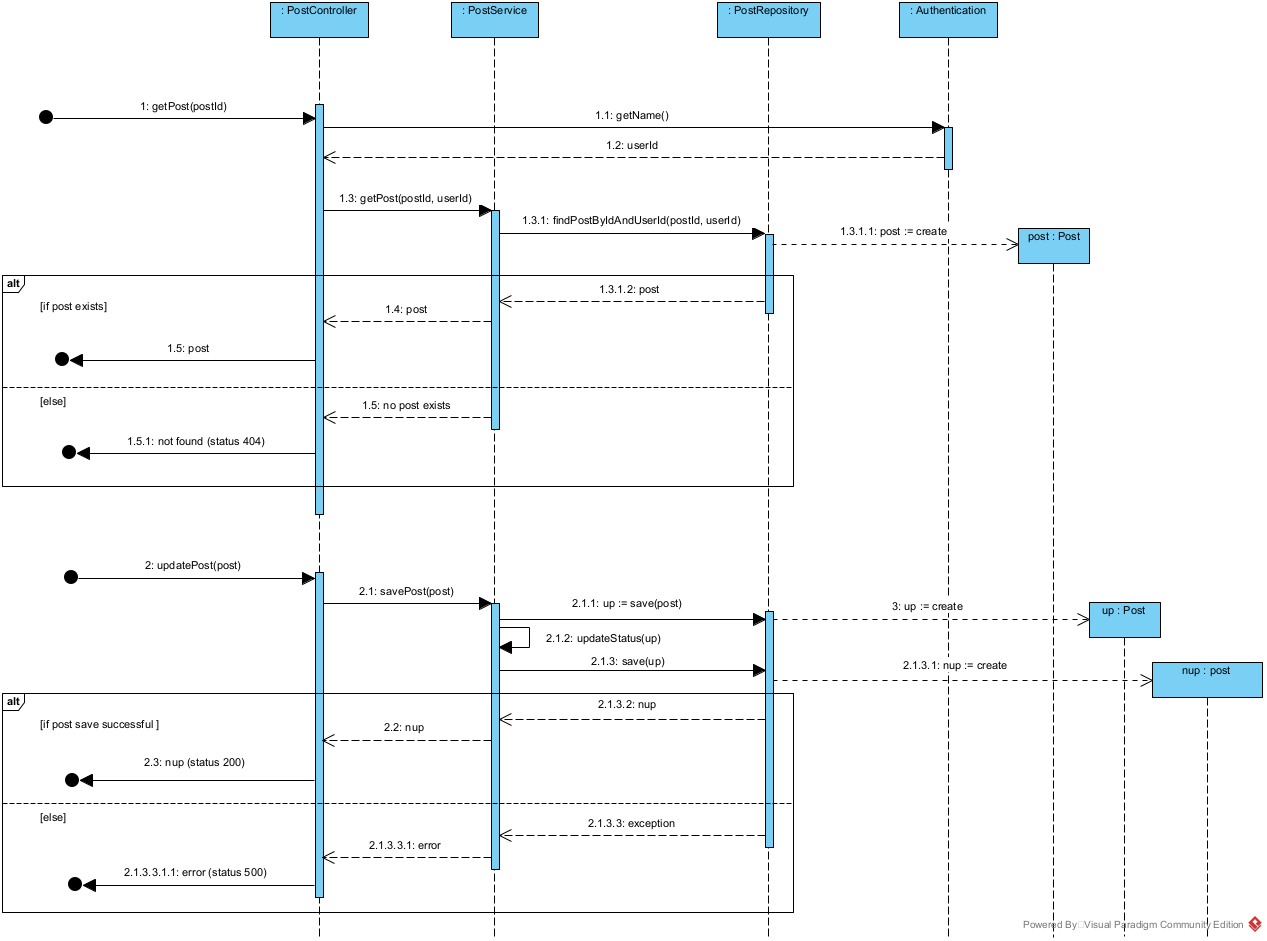 : PostController
: PostService
: PostRepository
: Authentication
1: getPost(postId)
1.1: getName()
1.2: userId
1.3: getPost(postId, userId)
1.3.1: findPostByIdAndUserId(postId, userId)
1.3.1.1: post := create
post : Post
alt
[if post exists]
1.3.1.2: post
1.4: post
1.5: post
[else]
1.5: no post exists
1.5.1: not found (status 404)
2: updatePost(post)
2.1: savePost(post)
2.1.1: up := save(post)
3: up := create
up : Post
2.1.2: updateStatus(up)
2.1.3: save(up)
2.1.3.1: nup := create
nup : post
alt
[if post save successful ]
2.1.3.2: nup
2.2: nup
2.3: nup (status 200)
[else]
2.1.3.3: exception
2.1.3.3.1: error
2.1.3.3.1.1: error (status 500)
Powered By Visual Paradigm Community Edition